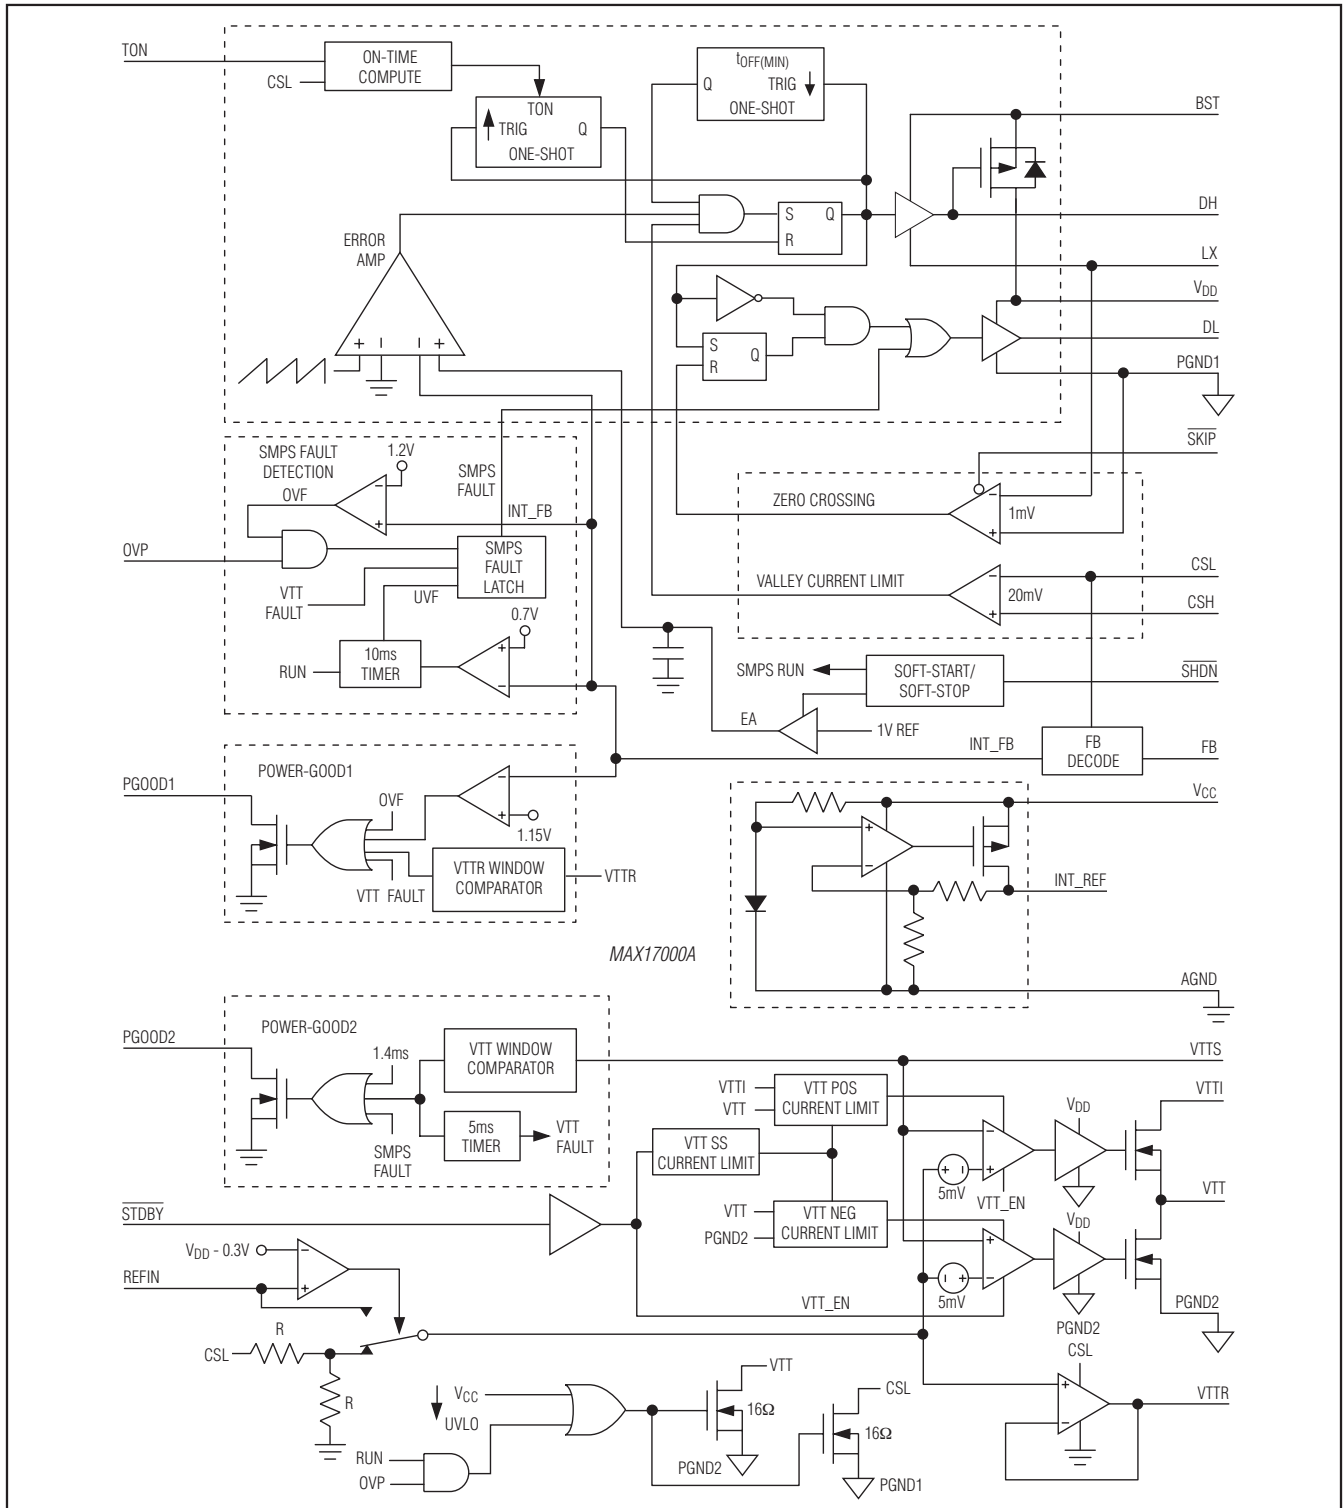 TON
ON-TIME
COMPUTE
CSL
TON
TRIG
Q
ONE-SHOT
tOFF(MIN)
Q
TRIG
ONE-SHOT
BST
S
Q
R
DH
ERROR
AMP
LX
VDD
DL
S
Q
R
+
−
−
+
PGND1
SKIP
SMPS FAULT
DETECTION
1.2V
OVF
−
+
SMPS
FAULT
INT_FB
ZERO CROSSING
−
1mV
+
OVP
SMPS
FAULT
LATCH
VTT
FAULT
UVF
VALLEY CURRENT LIMIT
−
20mV
+
CSL
CSH
0.7V
+
−
10ms
TIMER
RUN
SMPS RUN
SOFT-START/
SOFT-STOP
SHDN
EA
1V REF
INT_FB
FB
DECODE
FB
POWER-GOOD1
PGOOD1
OVF
−
+
1.15V
VTTR WINDOW
COMPARATOR
VTTR
VTT FAULT
VCC
+
−
INT_REF
MAX17000A
AGND
POWER-GOOD2
PGOOD2
1.4ms
VTT WINDOW
COMPARATOR
VTTS
5ms
TIMER
VTT
FAULT
SMPS
FAULT
VTTI
VTT
VTT POS
CURRENT LIMIT
VTT SS
CURRENT LIMIT
VDD
VTTI
−
+
+ −
5mV
VTT_EN
VTT
STDBY
VTT
PGND2
VTT NEG
CURRENT LIMIT
VDD
+
−
− +
5mV
VTT_EN
PGND2
PGND2
VDD - 0.3V
−
+
REFIN
CSL
R
R
CSL
+
−
VTTR
VCC
UVLO
RUN
OVP
VTT
16Ω
PGND2
CSL
16Ω
PGND1